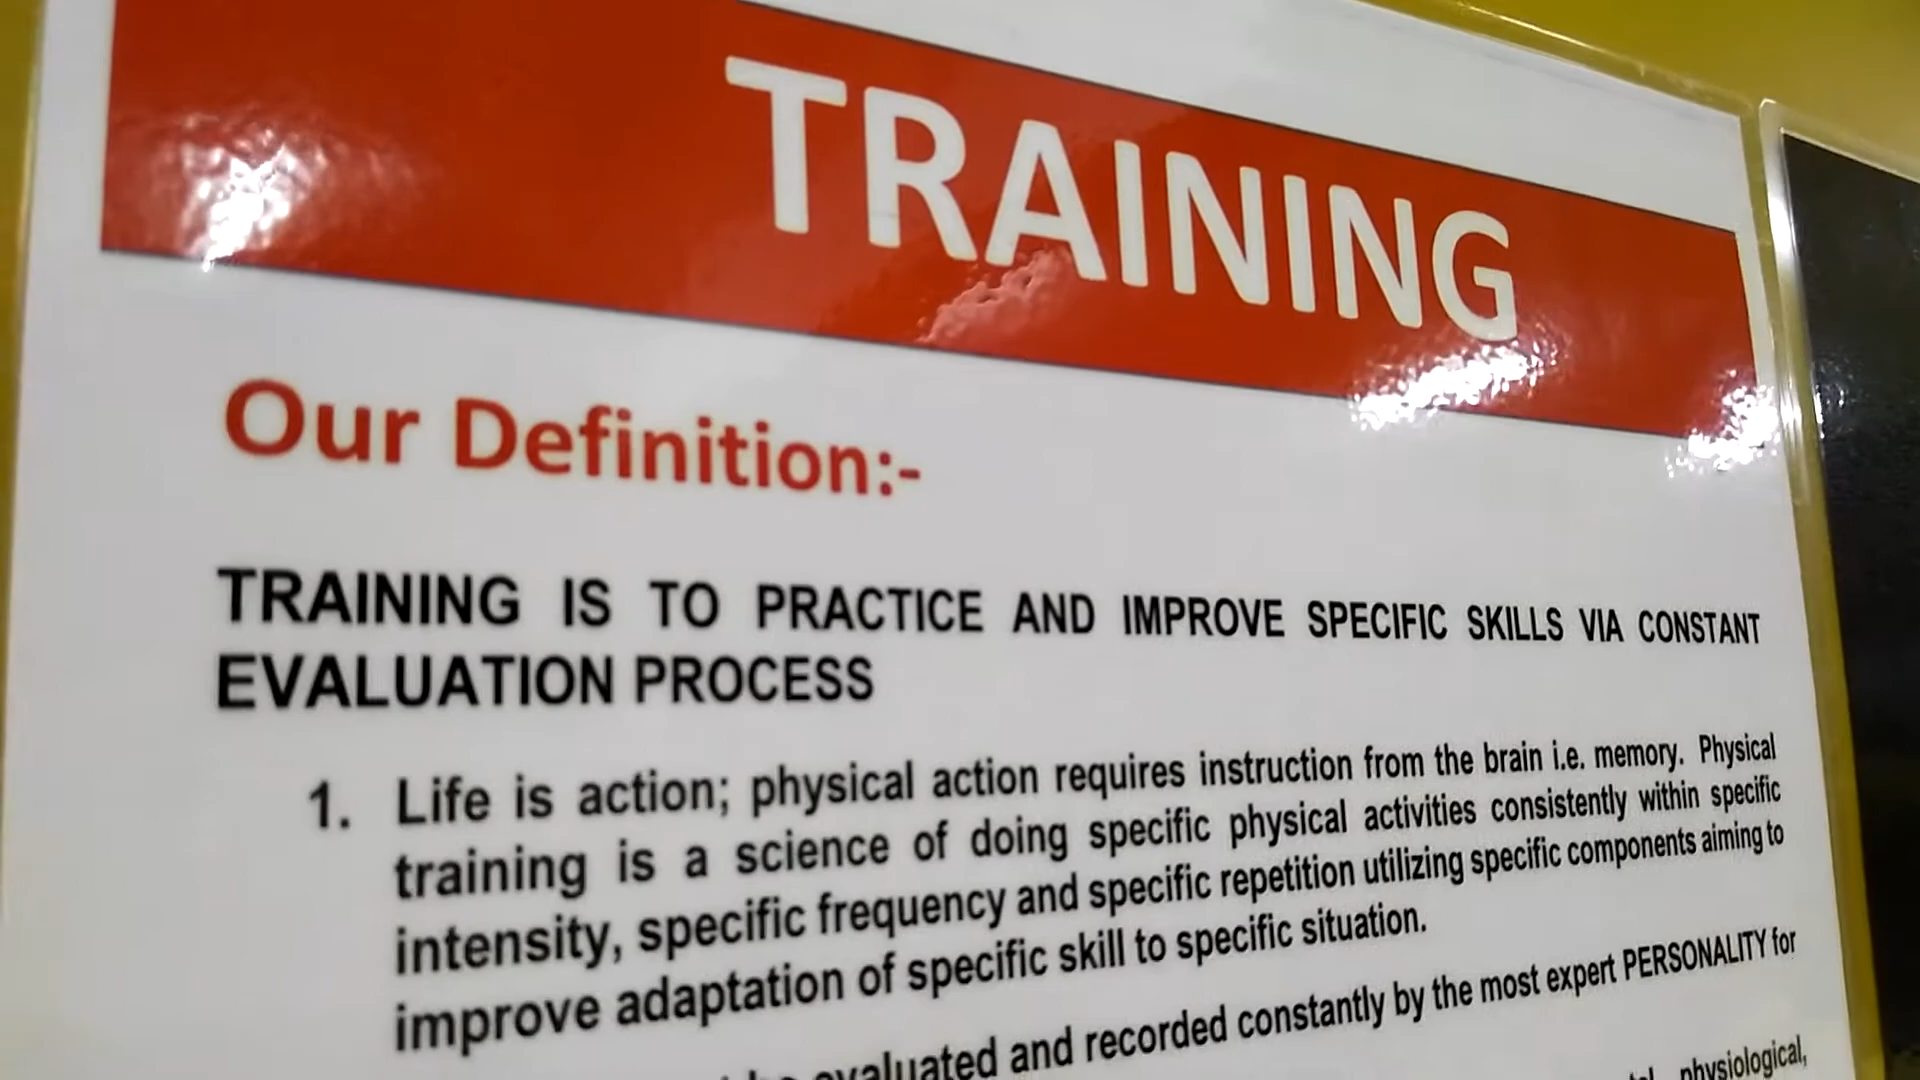 TRAINING
Our Definition:-
TRAINING IS TO PRACTICE AND IMPROVE SPECIFIC SKILLS VIA CONSTANT
EVALUATION PROCESS
1. Life is action; physical action requires instruction from the brain i.e. memory. Physical
training is a science of doing specific physical activities consistently within specific
intensity, specific frequency and specific repetition utilizing specific components aiming to
improve adaptation of specific skill to specific situation.
evaluated and recorded constantly by the most expert PERSONALITY for
physiological,